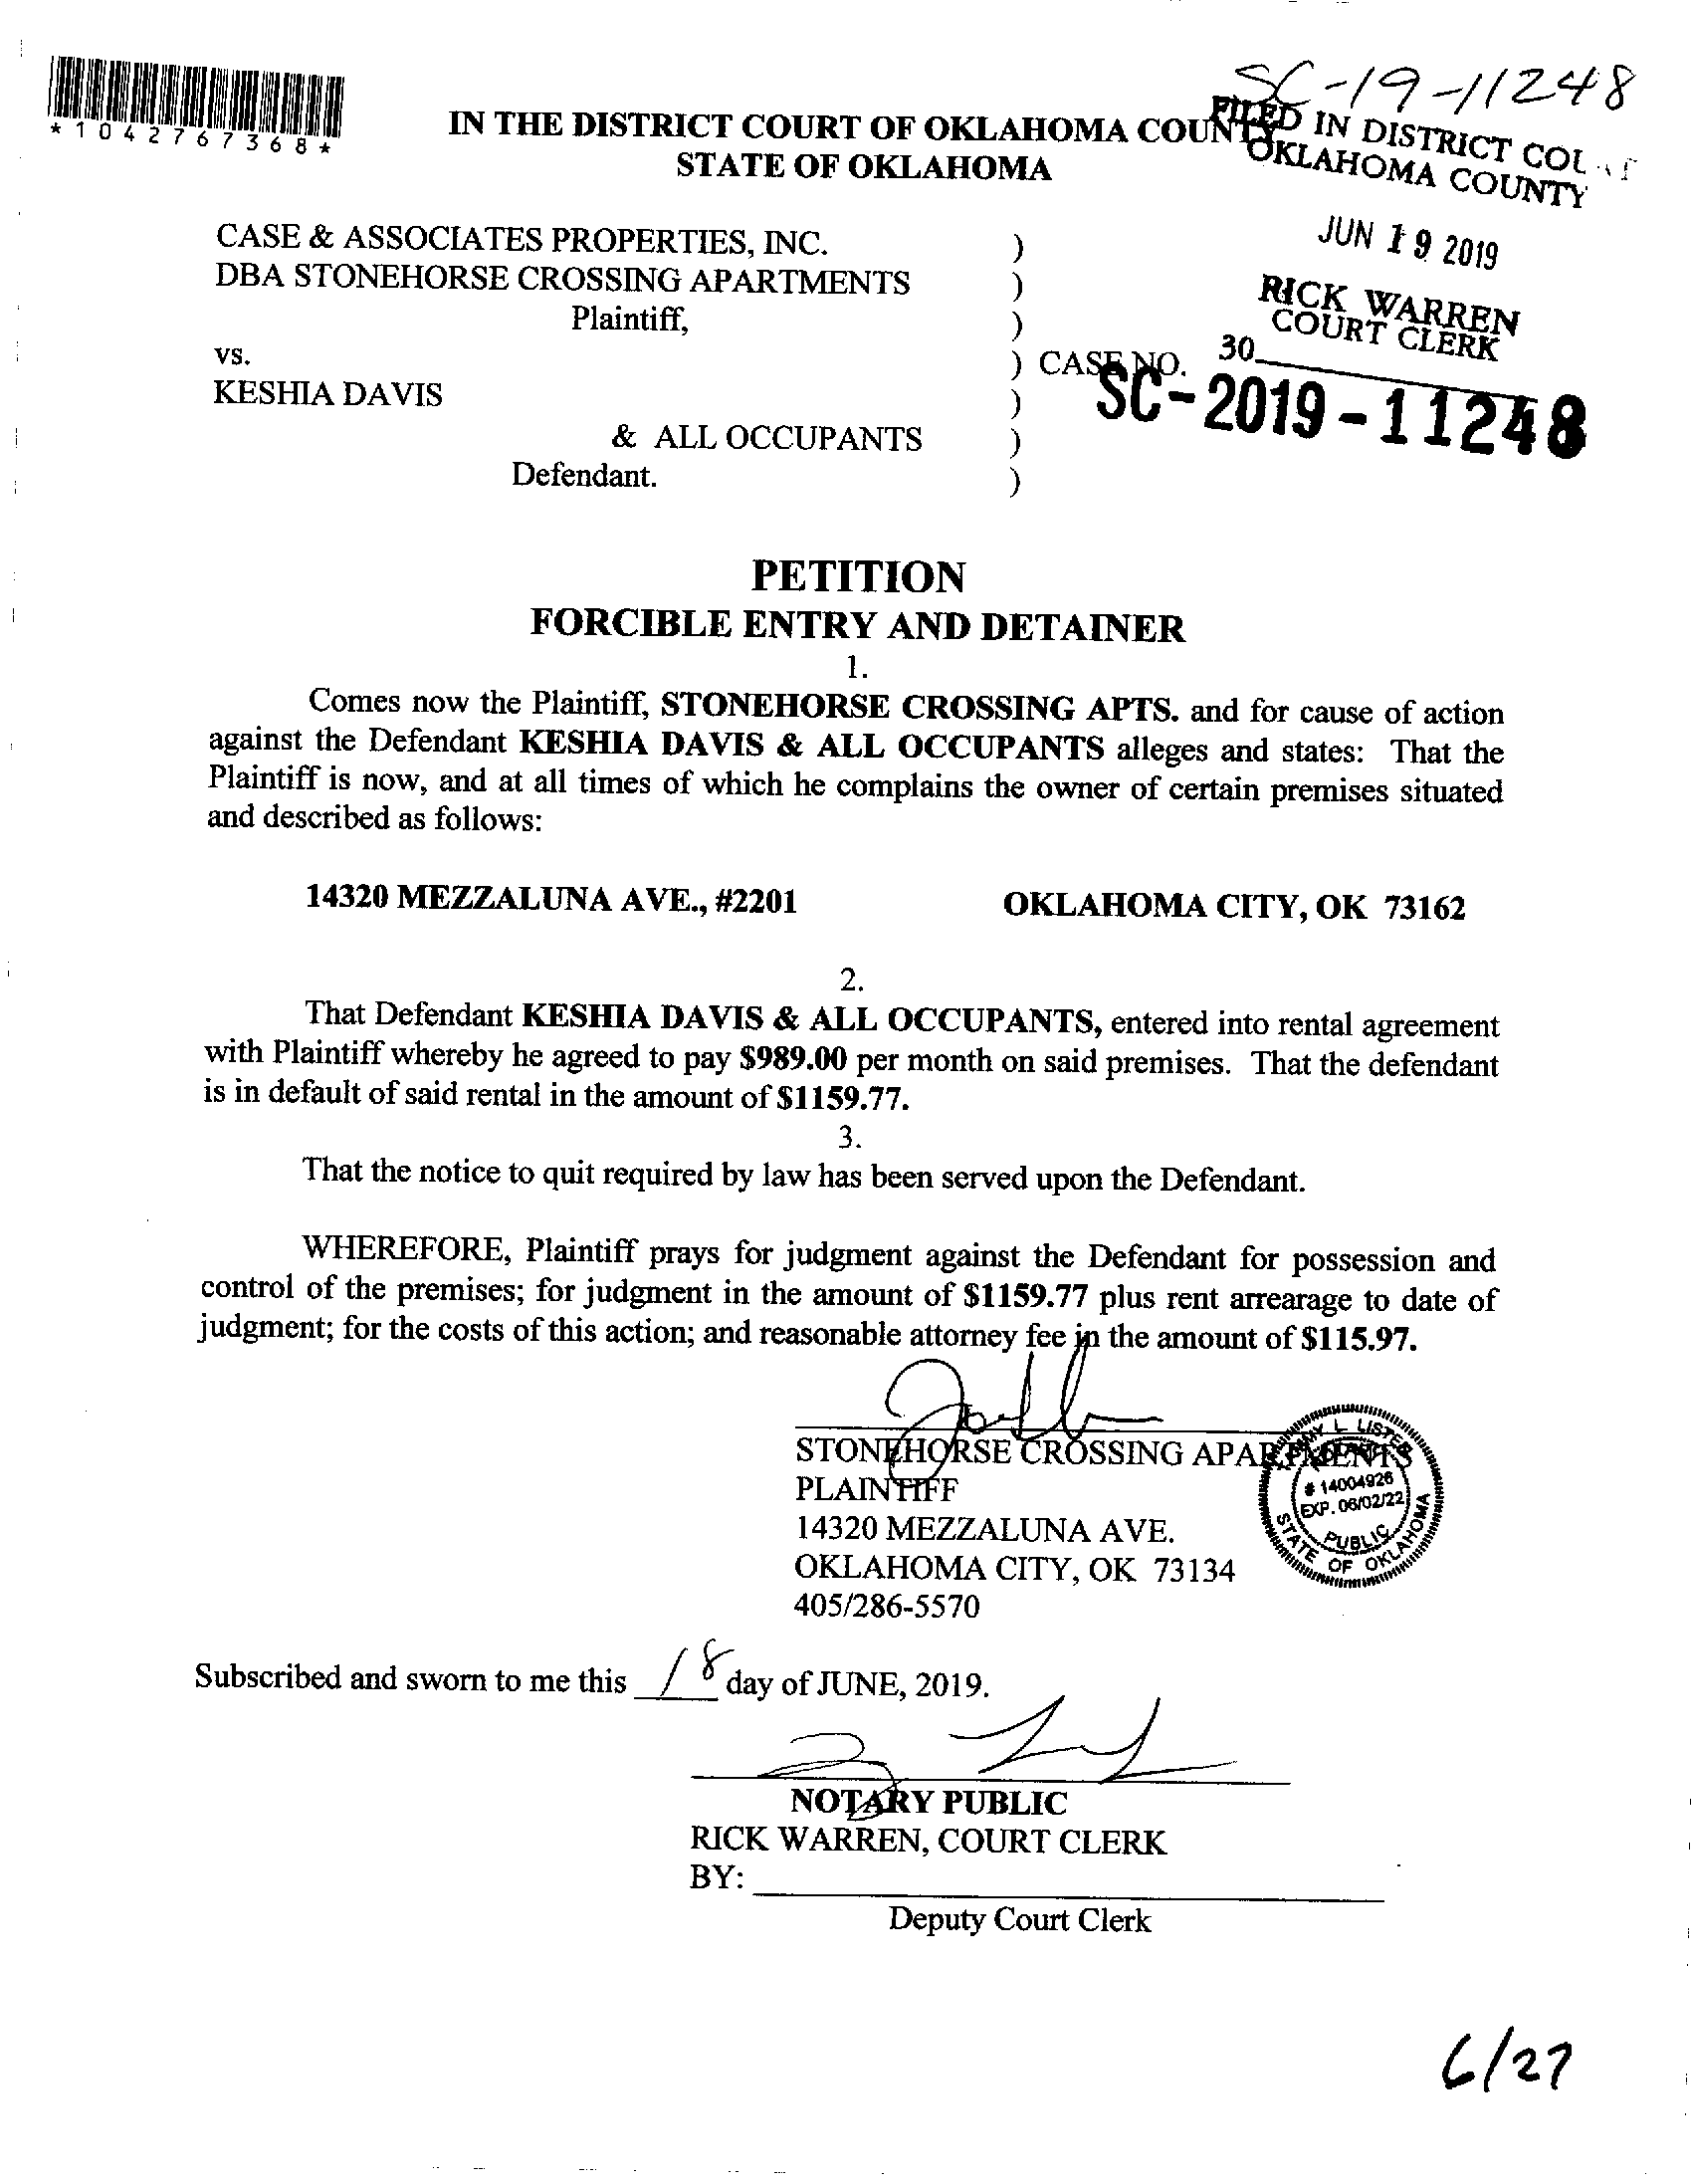 SC-19-11248
*1042767368*
IN THE DISTRICT COURT OF OKLAHOMA COUNTY
STATE OF OKLAHOMA
FILED IN DISTRICT
OKLAHOMA COUNTY
JUN 19 2019
RICK WARREN
COURT CLERK
30
CASE & ASSOCIATES PROPERTIES, INC. )
DBA STONEHORSE CROSSING APARTMENTS )
Plaintiff, )
vs. ) CASE NO.
SC-2019-11248
KESHIA DAVIS )
& ALL OCCUPANTS )
Defendant. )
PETITION
FORCIBLE ENTRY AND DETAINER
1.
Comes now the Plaintiff, STONEHORSE CROSSING APTS. and for cause of action
against the Defendant KESHIA DAVIS & ALL OCCUPANTS alleges and states: That the
Plaintiff is now, and at all times of which he complains the owner of certain premises situated
and described as follows:
14320 MEZZALUNA AVE., #2201 OKLAHOMA CITY, OK 73162
2.
That Defendant KESHIA DAVIS & ALL OCCUPANTS, entered into rental agreement
with Plaintiff whereby he agreed to pay $989.00 per month on said premises. That the defendant
is in default of said rental in the amount of $1159.77.
3.
That the notice to quit required by law has been served upon the Defendant.
WHEREFORE, Plaintiff prays for judgment against the Defendant for possession and
control of the premises; for judgment in the amount of $1159.77 plus rent arrearage to date of
judgment; for the costs of this action; and reasonable attorney fee in the amount of $115.97.
STONEHORSE CROSSING APARTMENTS
PLAINTIFF
14320 MEZZALUNA AVE.
OKLAHOMA CITY, OK 73134
405/286-5570
L LISTER
# 14004926
EXP. 06/02/22
PUBLIC
STATE OF OKLAHOMA
Subscribed and sworn to me this 18 day of JUNE, 2019.
NOTARY PUBLIC
RICK WARREN, COURT CLERK
BY:
Deputy Court Clerk
6/27